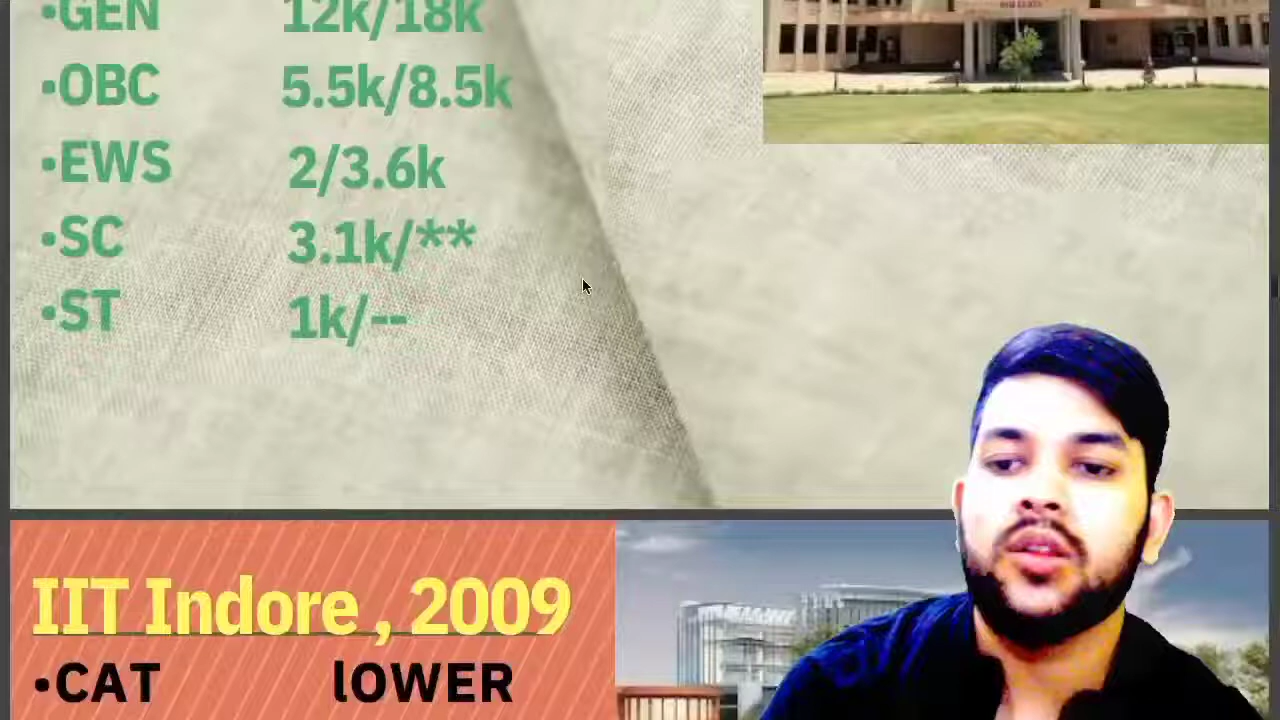 •GEN 12k/18k
•OBC 5.5k/8.5k
•EWS 2/3.6k
•SC 3.1k/**
•ST 1k/--
IIT Indore , 2009
•CAT lOWER